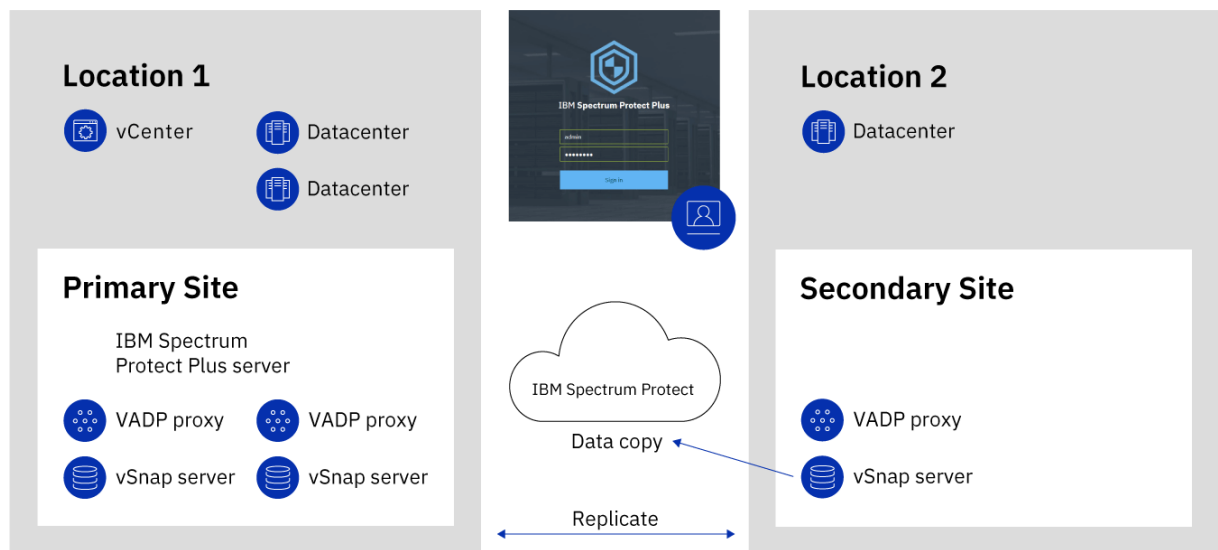 Location 1
vCenter
Datacenter
Datacenter
Primary Site
IBM Spectrum
Protect Plus server
VADP proxy
VADP proxy
vSnap server
vSnap server
IBM Spectrum Protect Plus
admin
Sign in
IBM Spectrum Protect
Data copy
Replicate
Location 2
Datacenter
Secondary Site
VADP proxy
vSnap server